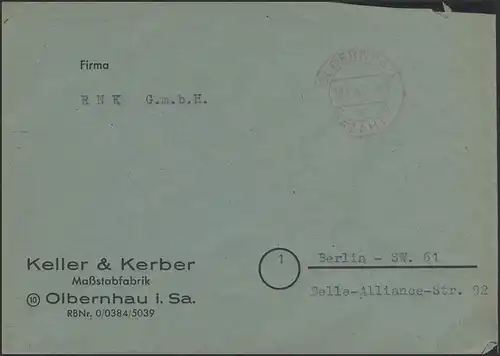 Firma
R N K G.m.b.H.
Keller & Kerber
Maßstabfabrik
10 Olbernhau i. Sa.
RBNr. 0/0384/5039
1
Berlin - SW. 61
Belle-Alliance-Str. 92